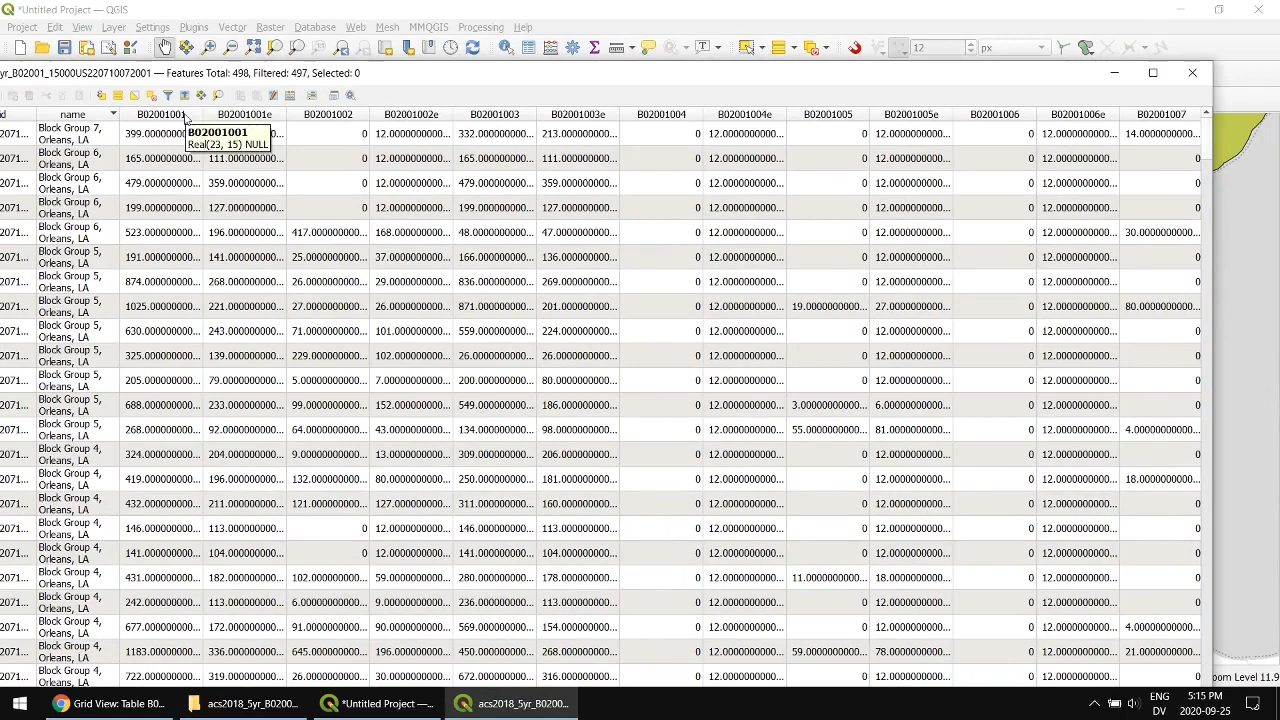 *Untitled Project — QGIS
Project Edit View Layer Settings Plugins Vector Raster Database Web Mesh MMQGIS Processing Help
12 px
5yr_B02001_15000US220710072001 — Features Total: 498, Filtered: 497, Selected: 0
id name B02001001 B02001001e B02001002 B02001002e B02001003 B02001003e B02001004 B02001004e B02001005 B02001005e B02001006 B02001006e B02001007
B02001001
Real(23, 15) NULL
2071... Block Group 7, Orleans, LA 399.0000000 12.0000000000... 332.000000000... 213.000000000... 0 12.0000000000... 0 12.0000000000... 0 12.0000000000... 14.0000000000...
2071... Block Group 6, Orleans, LA 165.000000000... 111.000000000... 0 12.0000000000... 165.000000000... 111.000000000... 0 12.0000000000... 0 12.0000000000... 0 12.0000000000... 0
2071... Block Group 6, Orleans, LA 479.000000000... 359.000000000... 0 12.0000000000... 479.000000000... 359.000000000... 0 12.0000000000... 0 12.0000000000... 0 12.0000000000... 0
2071... Block Group 6, Orleans, LA 199.000000000... 127.000000000... 0 12.0000000000... 199.000000000... 127.000000000... 0 12.0000000000... 0 12.0000000000... 0 12.0000000000... 0
2071... Block Group 6, Orleans, LA 523.000000000... 196.000000000... 417.000000000... 168.000000000... 48.0000000000... 47.0000000000... 0 12.0000000000... 0 12.0000000000... 0 12.0000000000... 30.0000000000...
2071... Block Group 5, Orleans, LA 191.000000000... 141.000000000... 25.0000000000... 37.0000000000... 166.000000000... 136.000000000... 0 12.0000000000... 0 12.0000000000... 0 12.0000000000... 0
2071... Block Group 5, Orleans, LA 874.000000000... 268.000000000... 26.0000000000... 29.0000000000... 836.000000000... 269.000000000... 0 12.0000000000... 0 12.0000000000... 0 12.0000000000... 0
2071... Block Group 5, Orleans, LA 1025.00000000... 221.000000000... 27.0000000000... 26.0000000000... 871.000000000... 201.000000000... 0 12.0000000000... 19.0000000000... 27.0000000000... 0 12.0000000000... 80.0000000000...
2071... Block Group 5, Orleans, LA 630.000000000... 243.000000000... 71.0000000000... 101.000000000... 559.000000000... 224.000000000... 0 12.0000000000... 0 12.0000000000... 0 12.0000000000... 0
2071... Block Group 5, Orleans, LA 325.000000000... 139.000000000... 229.000000000... 102.000000000... 26.0000000000... 26.0000000000... 0 12.0000000000... 0 12.0000000000... 0 12.0000000000... 0
2071... Block Group 5, Orleans, LA 205.000000000... 79.0000000000... 5.00000000000... 7.00000000000... 200.000000000... 80.0000000000... 0 12.0000000000... 0 12.0000000000... 0 12.0000000000... 0
2071... Block Group 5, Orleans, LA 688.000000000... 233.000000000... 99.0000000000... 152.000000000... 549.000000000... 186.000000000... 0 12.0000000000... 3.00000000000... 6.00000000000... 0 12.0000000000... 0
2071... Block Group 5, Orleans, LA 268.000000000... 92.0000000000... 64.0000000000... 43.0000000000... 134.000000000... 98.0000000000... 0 12.0000000000... 55.0000000000... 81.0000000000... 0 12.0000000000... 4.00000000000...
2071... Block Group 4, Orleans, LA 324.000000000... 204.000000000... 9.00000000000... 13.0000000000... 309.000000000... 206.000000000... 0 12.0000000000... 0 12.0000000000... 0 12.0000000000... 0
2071... Block Group 4, Orleans, LA 419.000000000... 196.000000000... 132.000000000... 80.0000000000... 250.000000000... 181.000000000... 0 12.0000000000... 0 12.0000000000... 0 12.0000000000... 18.0000000000...
2071... Block Group 4, Orleans, LA 432.000000000... 211.000000000... 121.000000000... 127.000000000... 311.000000000... 160.000000000... 0 12.0000000000... 0 12.0000000000... 0 12.0000000000... 0
2071... Block Group 4, Orleans, LA 146.000000000... 113.000000000... 0 12.0000000000... 146.000000000... 113.000000000... 0 12.0000000000... 0 12.0000000000... 0 12.0000000000... 0
2071... Block Group 4, Orleans, LA 141.000000000... 104.000000000... 0 12.0000000000... 141.000000000... 104.000000000... 0 12.0000000000... 0 12.0000000000... 0 12.0000000000... 0
2071... Block Group 4, Orleans, LA 431.000000000... 182.000000000... 102.000000000... 59.0000000000... 280.000000000... 178.000000000... 0 12.0000000000... 11.0000000000... 18.0000000000... 0 12.0000000000... 0
2071... Block Group 4, Orleans, LA 242.000000000... 113.000000000... 6.00000000000... 9.00000000000... 236.000000000... 113.000000000... 0 12.0000000000... 0 12.0000000000... 0 12.0000000000... 0
2071... Block Group 4, Orleans, LA 677.000000000... 172.000000000... 91.0000000000... 90.0000000000... 569.000000000... 154.000000000... 0 12.0000000000... 0 12.0000000000... 0 12.0000000000... 4.00000000000...
2071... Block Group 4, Orleans, LA 1183.00000000... 336.000000000... 645.000000000... 196.000000000... 450.000000000... 268.000000000... 0 12.0000000000... 59.0000000000... 78.0000000000... 0 12.0000000000... 21.0000000000...
2071... Block Group 4, 722.000000000... 319.000000000... 26.0000000000... 30.0000000000... 672.000000000... 316.000000000... 0 12.0000000000... 0 12.0000000000... 0 12.0000000000... 0
oom Level 11.9
Grid View: Table B0... acs2018_5yr_B0200... *Untitled Project —... acs2018_5yr_B0200...
ENG DV
5:15 PM
2020-09-25